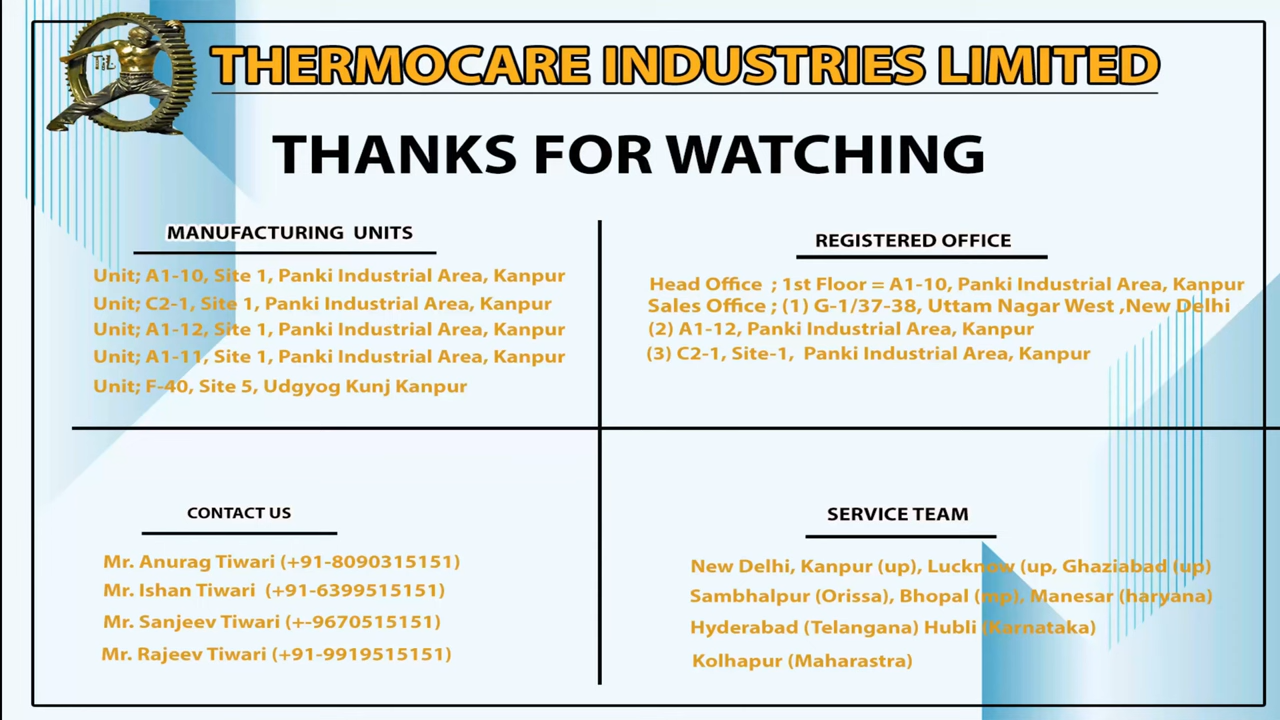 TiL
THERMOCARE INDUSTRIES LIMITED
THANKS FOR WATCHING
MANUFACTURING UNITS
Unit; A1-10, Site 1, Panki Industrial Area, Kanpur
Unit; C2-1, Site 1, Panki Industrial Area, Kanpur
Unit; A1-12, Site 1, Panki Industrial Area, Kanpur
Unit; A1-11, Site 1, Panki Industrial Area, Kanpur
Unit; F-40, Site 5, Udgyog Kunj Kanpur
REGISTERED OFFICE
Head Office ; 1st Floor = A1-10, Panki Industrial Area, Kanpur
Sales Office ; (1) G-1/37-38, Uttam Nagar West ,New Delhi
(2) A1-12, Panki Industrial Area, Kanpur
(3) C2-1, Site-1, Panki Industrial Area, Kanpur
CONTACT US
Mr. Anurag Tiwari (+91-8090315151)
Mr. Ishan Tiwari (+91-6399515151)
Mr. Sanjeev Tiwari (+-9670515151)
Mr. Rajeev Tiwari (+91-9919515151)
SERVICE TEAM
New Delhi, Kanpur (up), Lucknow (up, Ghaziabad (up)
Sambhalpur (Orissa), Bhopal (mp), Manesar (haryana)
Hyderabad (Telangana) Hubli (Karnataka)
Kolhapur (Maharastra)